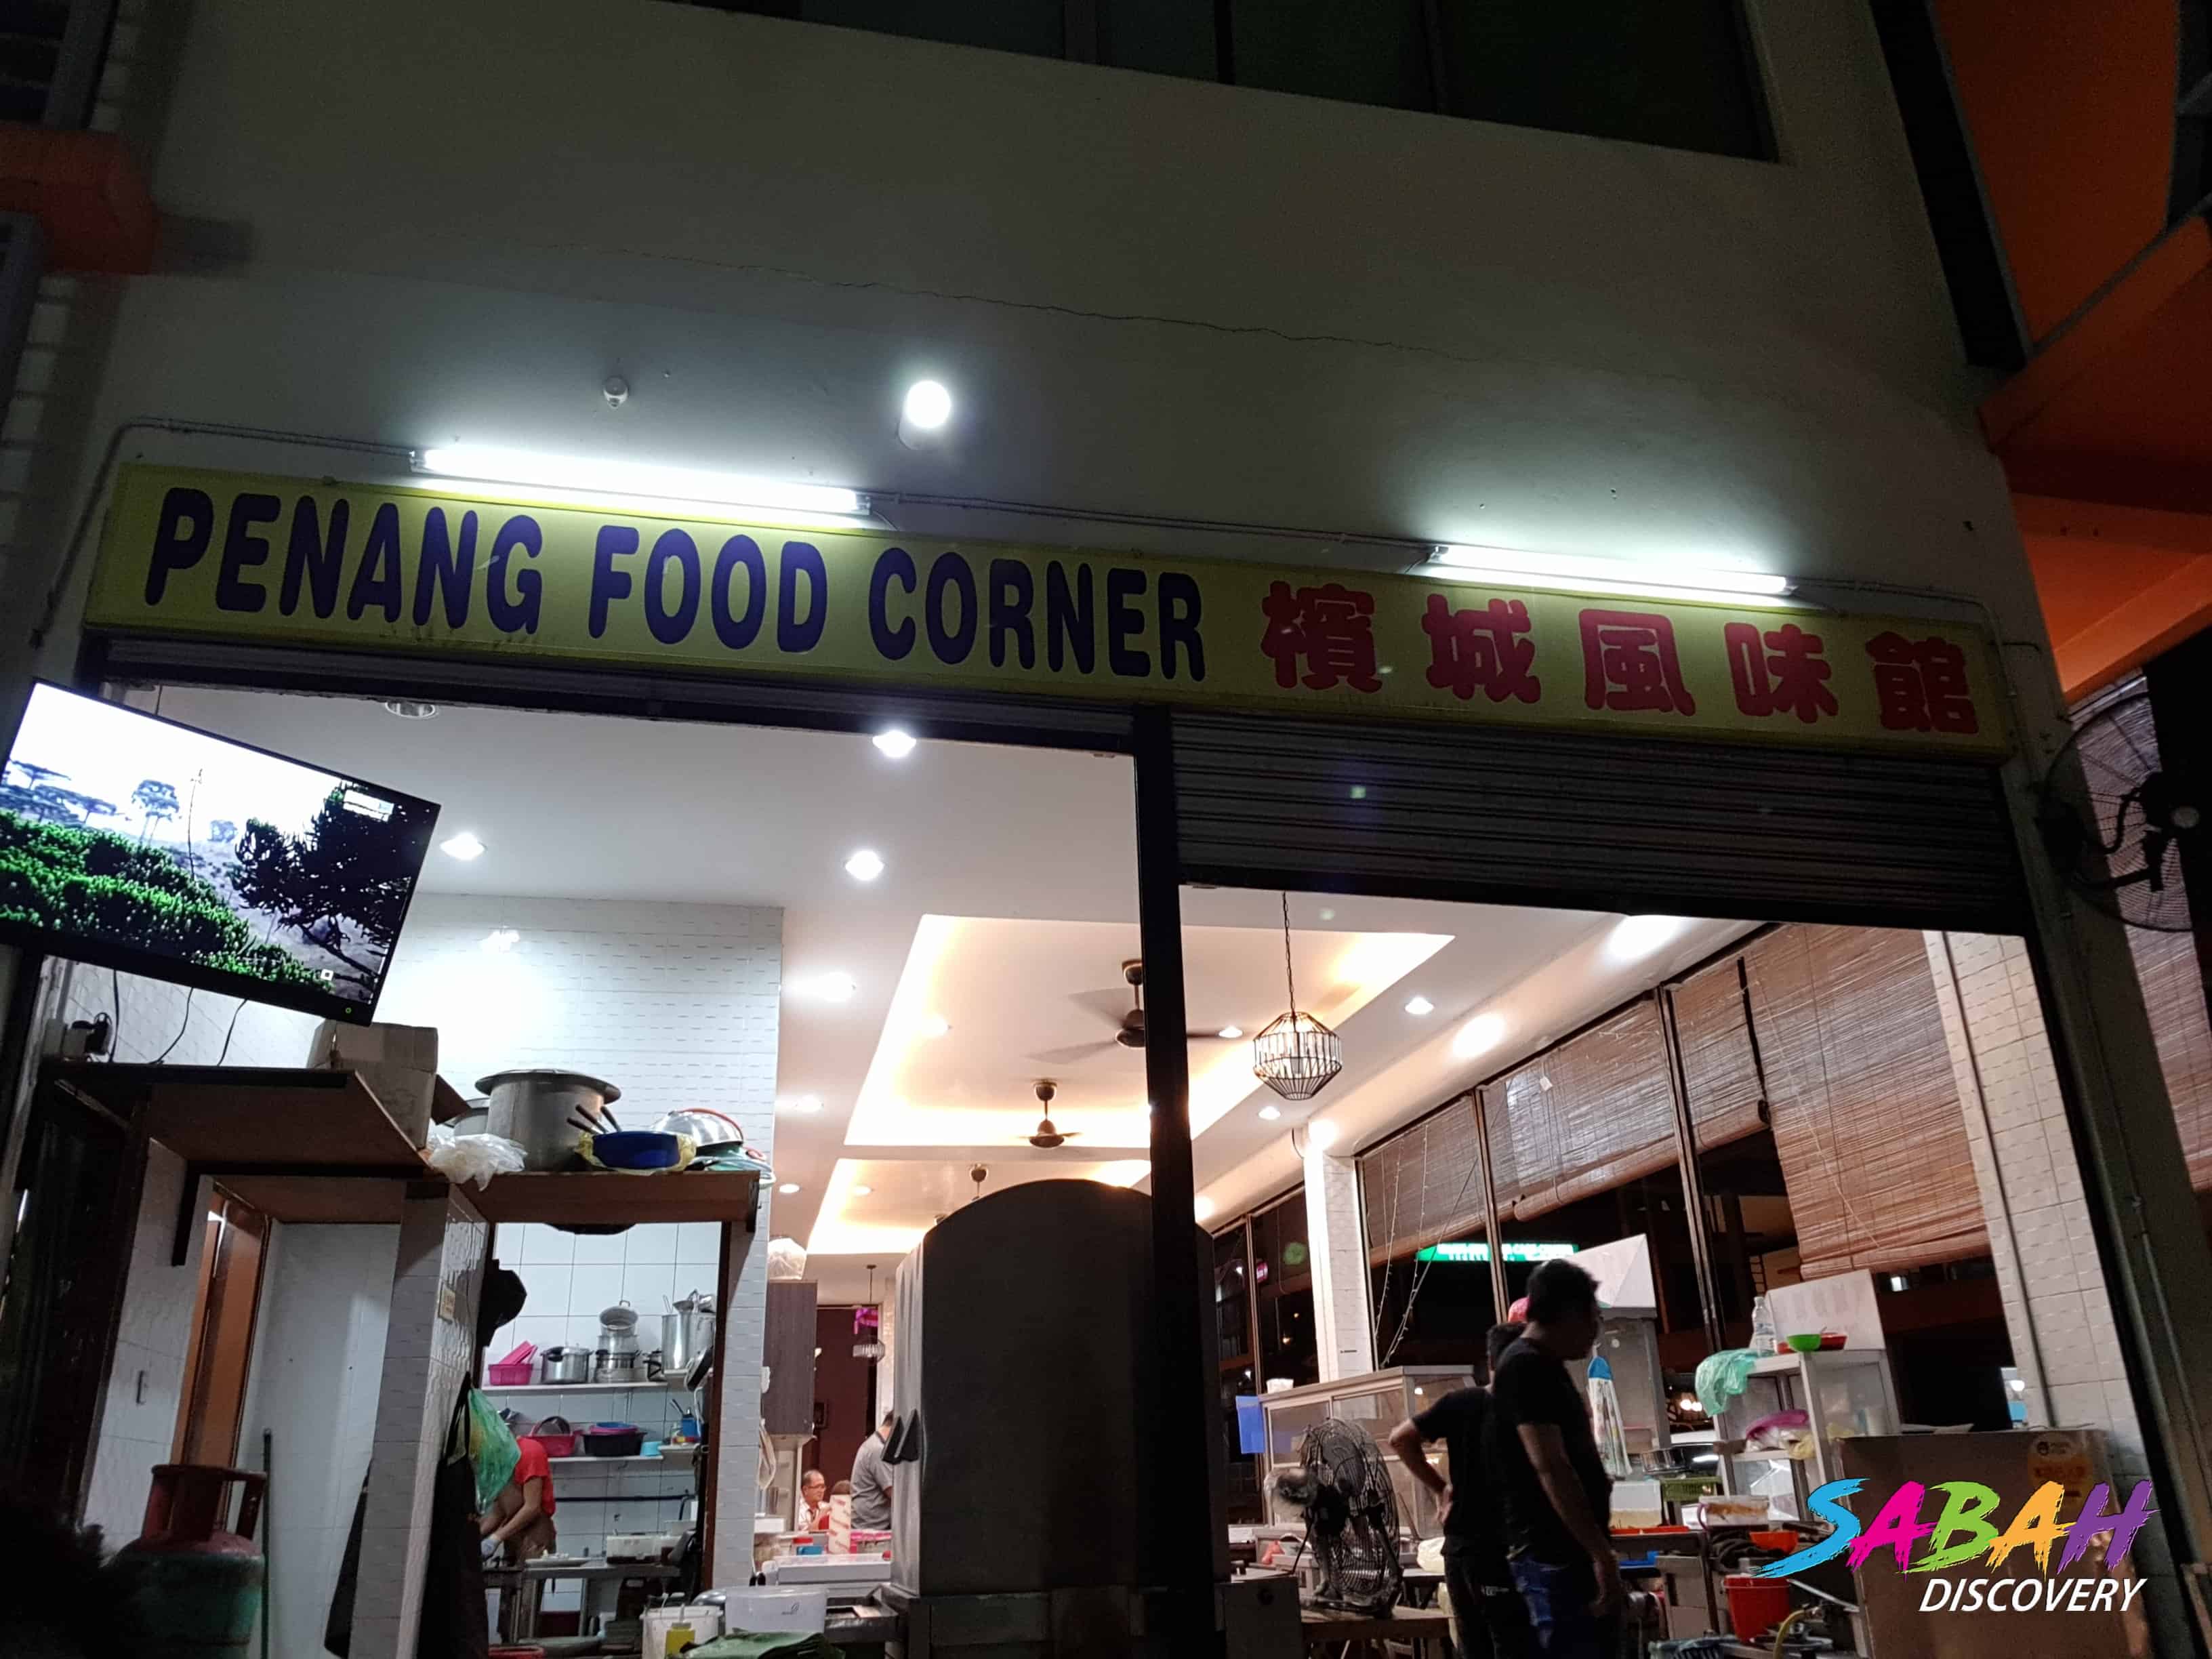 PENANG FOOD CORNER 檳城風味館
SABAH
DISCOVERY